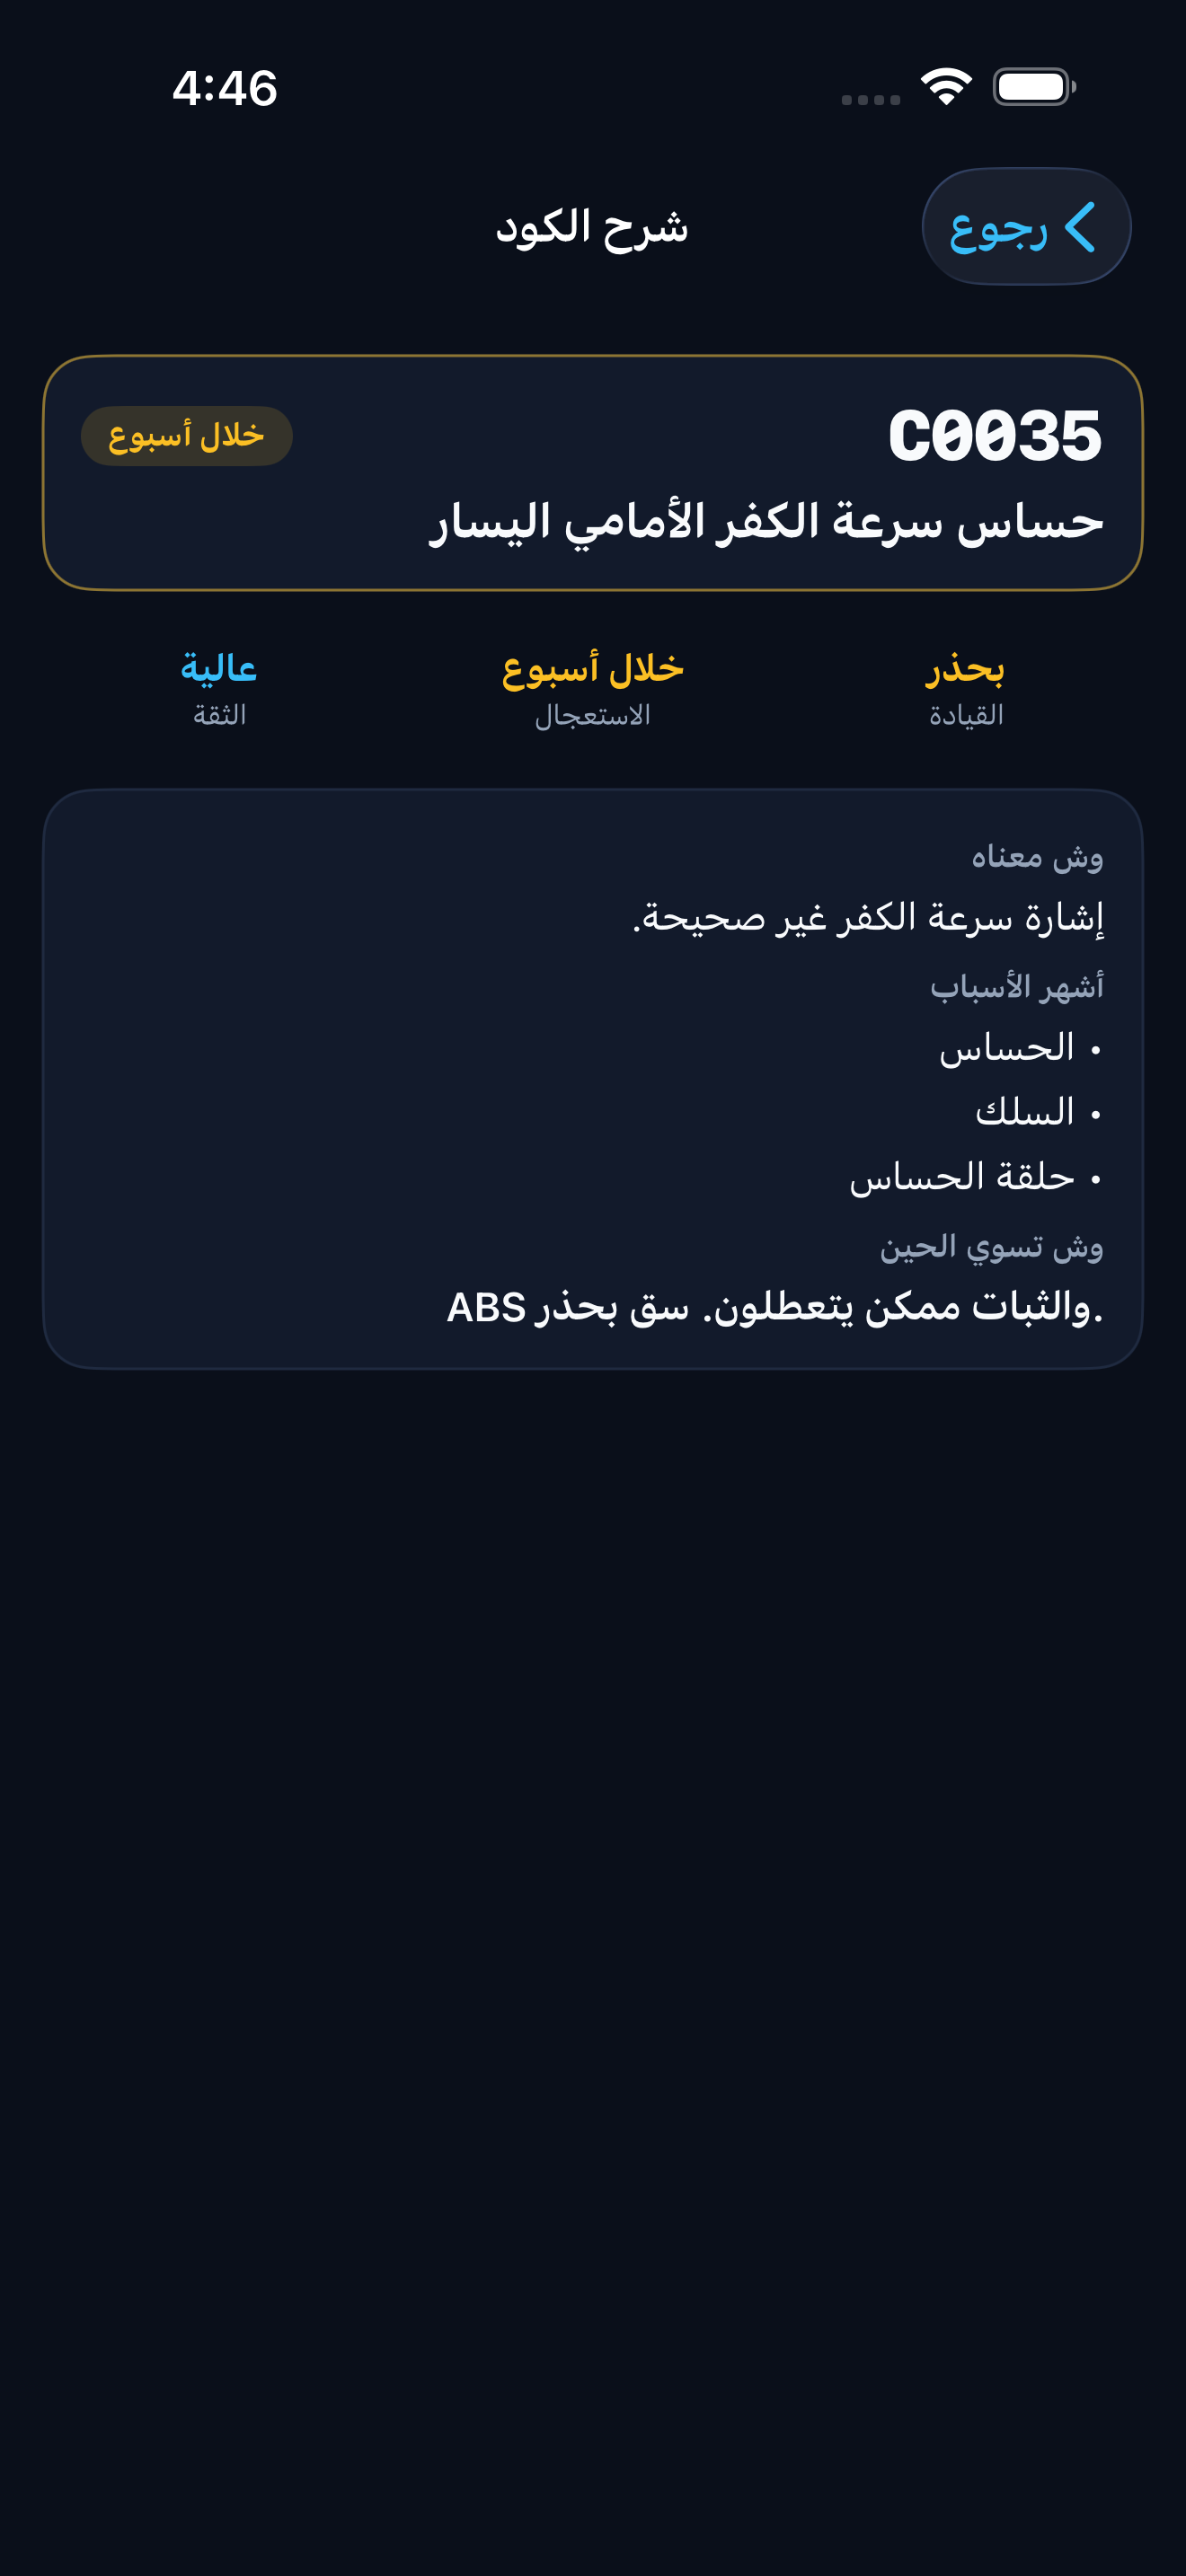 4:46
رجوع
شرح الكود
C0035
خلال أسبوع
حساس سرعة الكفر الأمامي اليسار
بحذر
خلال أسبوع
عالية
القيادة
الاستعجال
الثقة
وش معناه
إشارة سرعة الكفر غير صحيحة.
أشهر الأسباب
• الحساس
• السلك
• حلقة الحساس
وش تسوي الحين
ABS والثبات ممكن يتعطلون. سق بحذر.